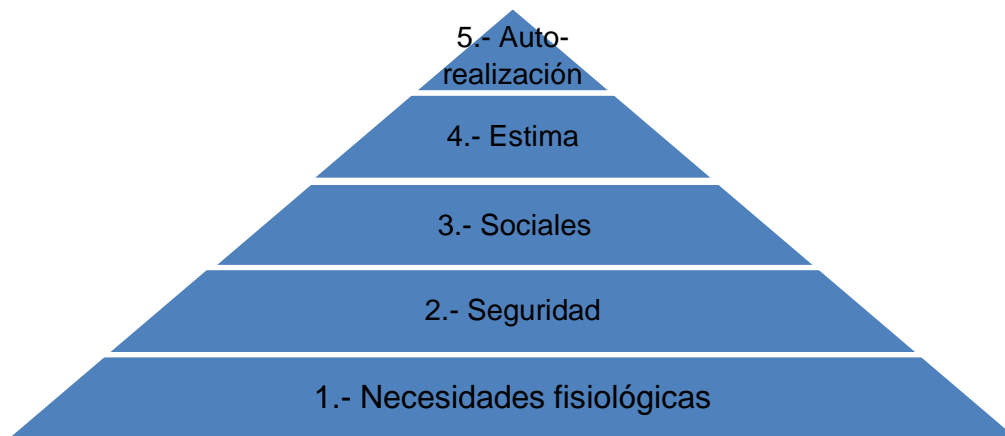 5.- Auto-
realización
4.- Estima
3.- Sociales
2.- Seguridad
1.- Necesidades fisiológicas